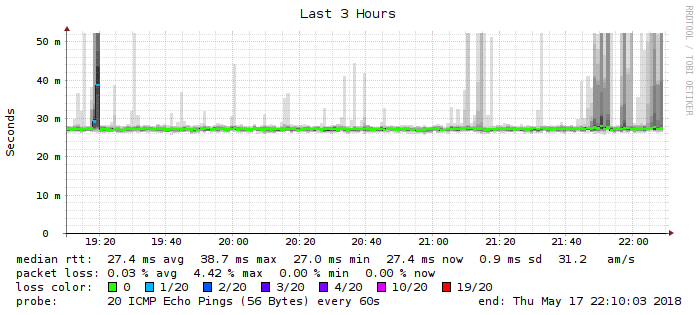 Last 3 Hours
RRDTOOL / TOBI OETIKER
Seconds
50 m
40 m
30 m
20 m
10 m
0
19:20 19:40 20:00 20:20 20:40 21:00 21:20 21:40 22:00
median rtt: 27.4 ms avg 38.7 ms max 27.0 ms min 27.4 ms now 0.9 ms sd 31.2 am/s
packet loss: 0.03 % avg 4.42 % max 0.00 % min 0.00 % now
loss color: 0 1/20 2/20 3/20 4/20 10/20 19/20
probe: 20 ICMP Echo Pings (56 Bytes) every 60s end: Thu May 17 22:10:03 2018